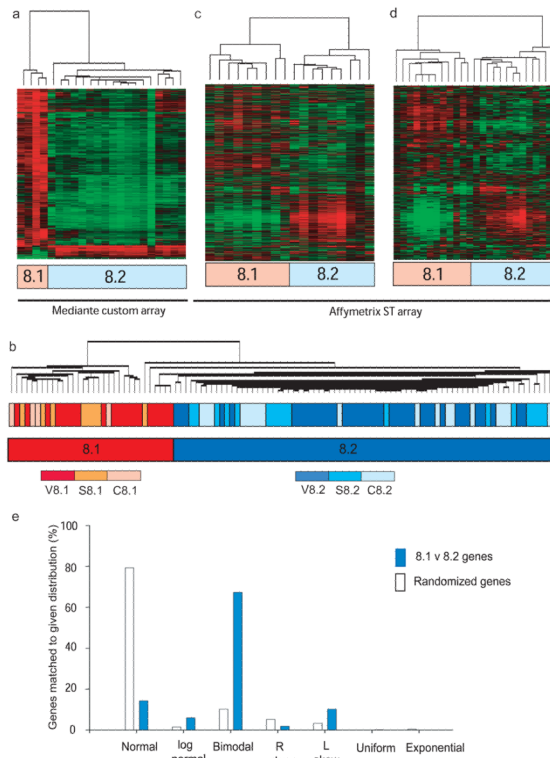 a
c
d
8.1
8.2
8.1
8.2
8.1
8.2
Mediante custom array
Affymetrix ST array
b
8.1
8.2
V8.1
S8.1
C8.1
V8.2
S8.2
C8.2
e
Genes matched to given distribution (%)
100
80
60
40
20
0
8.1 v 8.2 genes
Randomized genes
Normal
log
Bimodal
R
L
Uniform
Exponential